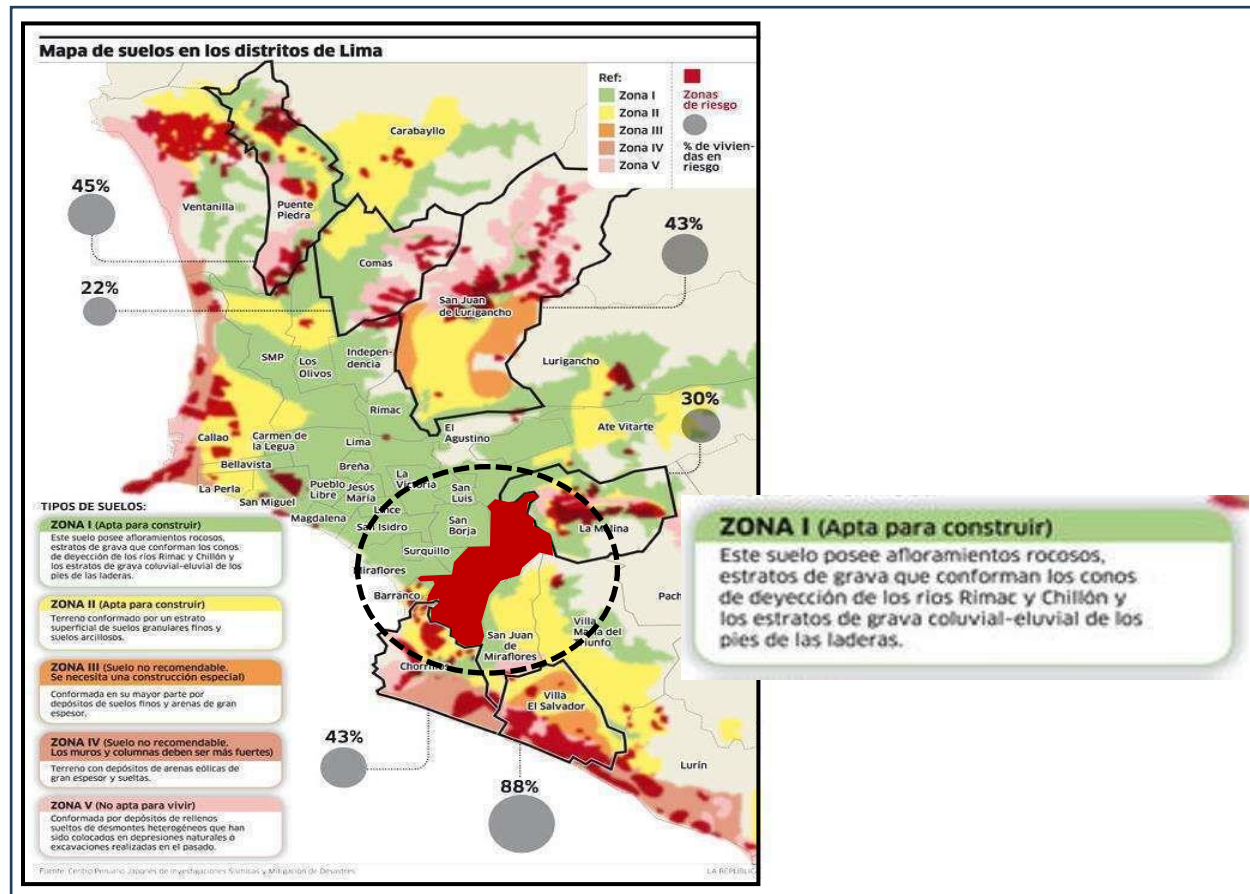 Mapa de suelos en los distritos de Lima
Ref:
Zona I
Zona II
Zona III
Zona IV
Zona V
Zonas
de riesgo
% de vivien-
das en
riesgo
Carabayllo
45%
Ventanilla
Puente
Piedra
43%
Comas
22%
San Juan
de Lurigancho
SMP
Los
Olivos
Indepen-
dencia
Lurigancho
Rimac
30%
El
Agustino
Ate Vitarte
Callao
Carmen de
la Legua
Lima
Bellavista
Breña
La
Victoria
La Perla
Pueblo
Libre
Jesús
María
San
Luis
San Miguel
Lince
Magdalena
San Isidro
San
Borja
La Molina
Surquillo
Miraflores
Barranco
Pach
San Juan
de
Miraflores
Villa
María del
Triunfo
Chorrillos
Villa
El Salvador
43%
88%
Lurín
TIPOS DE SUELOS:
ZONA I (Apta para construir)
Este suelo posee afloramientos rocosos,
estratos de grava que conforman los conos
de deyección de los ríos Rimac y Chillón y
los estratos de grava coluvial-eluvial de los
pies de las laderas.
ZONA II (Apta para construir)
Terreno conformado por un estrato
superficial de suelos granulares finos y
suelos arcillosos.
ZONA III (Suelo no recomendable.
Se necesita una construcción especial)
Conformada en su mayor parte por
depósitos de suelos finos y arenas de gran
espesor.
ZONA IV (Suelo no recomendable.
Los muros y columnas deben ser más fuertes)
Terreno con depósitos de arenas eólicas de
gran espesor y sueltas.
ZONA V (No apta para vivir)
Conformada por depósitos de rellenos
sueltos de desmontes heterogéneos que han
sido colocados en depresiones naturales o
excavaciones realizadas en el pasado.
Fuente: Centro Peruano Japonés de Investigaciones Sísmicas y Mitigación de Desastres
LA REPÚBLICA
ZONA I (Apta para construir)
Este suelo posee afloramientos rocosos,
estratos de grava que conforman los conos
de deyección de los ríos Rimac y Chillón y
los estratos de grava coluvial-eluvial de los
pies de las laderas.